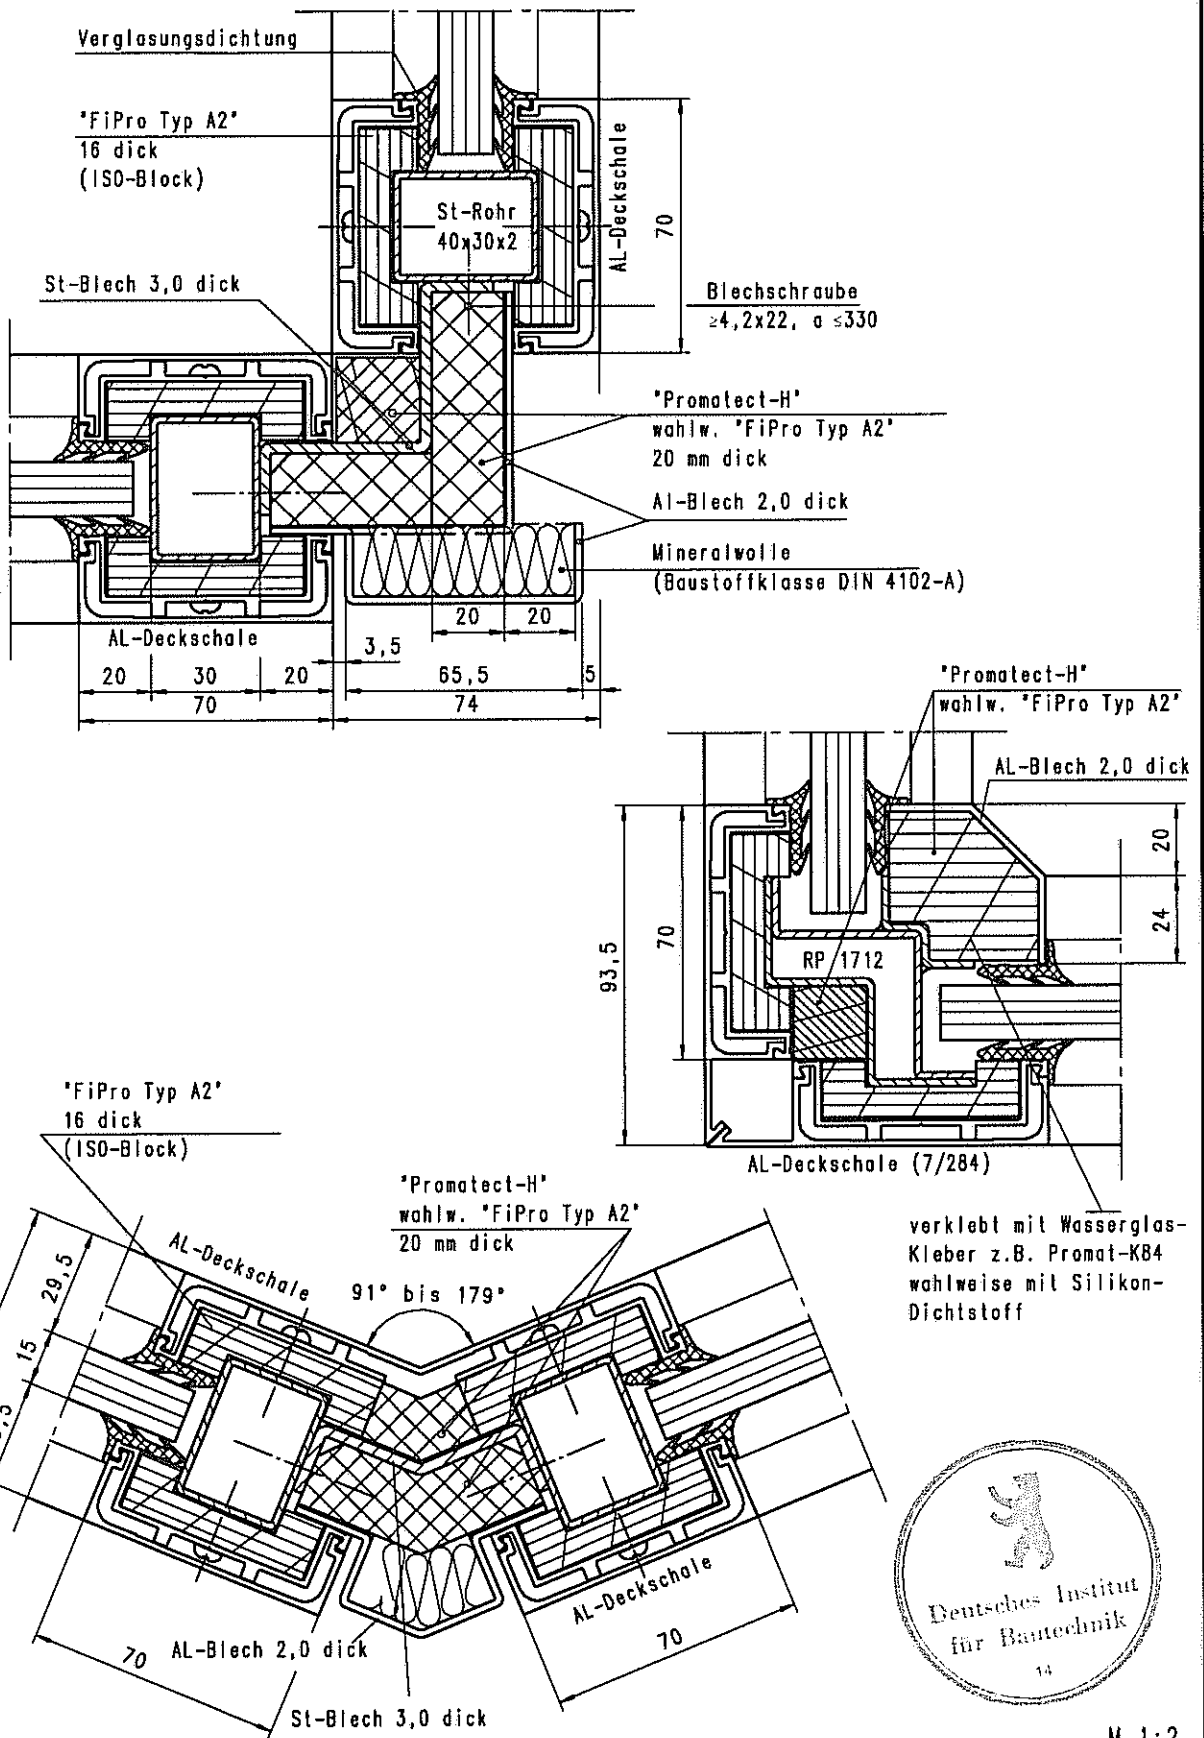 Verglasungsdichtung
"FiPro Typ A2"
16 dick
(ISO-Block)
St-Rohr
40x30x2
AL-Deckschale
70
St-Blech 3,0 dick
Blechschraube
≥4,2x22, a ≤330
"Promatect-H"
wahlw. "FiPro Typ A2"
20 mm dick
Al-Blech 2,0 dick
Mineralwolle
(Baustoffklasse DIN 4102-A)
20 20
AL-Deckschale
3,5
20 30 20 65,5 5
70 74
"Promatect-H"
wahlw. "FiPro Typ A2"
AL-Blech 2,0 dick
20
24
70
93,5
RP 1712
AL-Deckschale (7/284)
verklebt mit Wasserglas-
Kleber z.B. Promat-K84
wahlweise mit Silikon-
Dichtstoff
"FiPro Typ A2"
16 dick
(ISO-Block)
"Promatect-H"
wahlw. "FiPro Typ A2"
20 mm dick
AL-Deckschale
91° bis 179°
29,5
15
AL-Deckschale
70
70
AL-Blech 2,0 dick
St-Blech 3,0 dick
Deutsches Institut
für Bautechnik
14